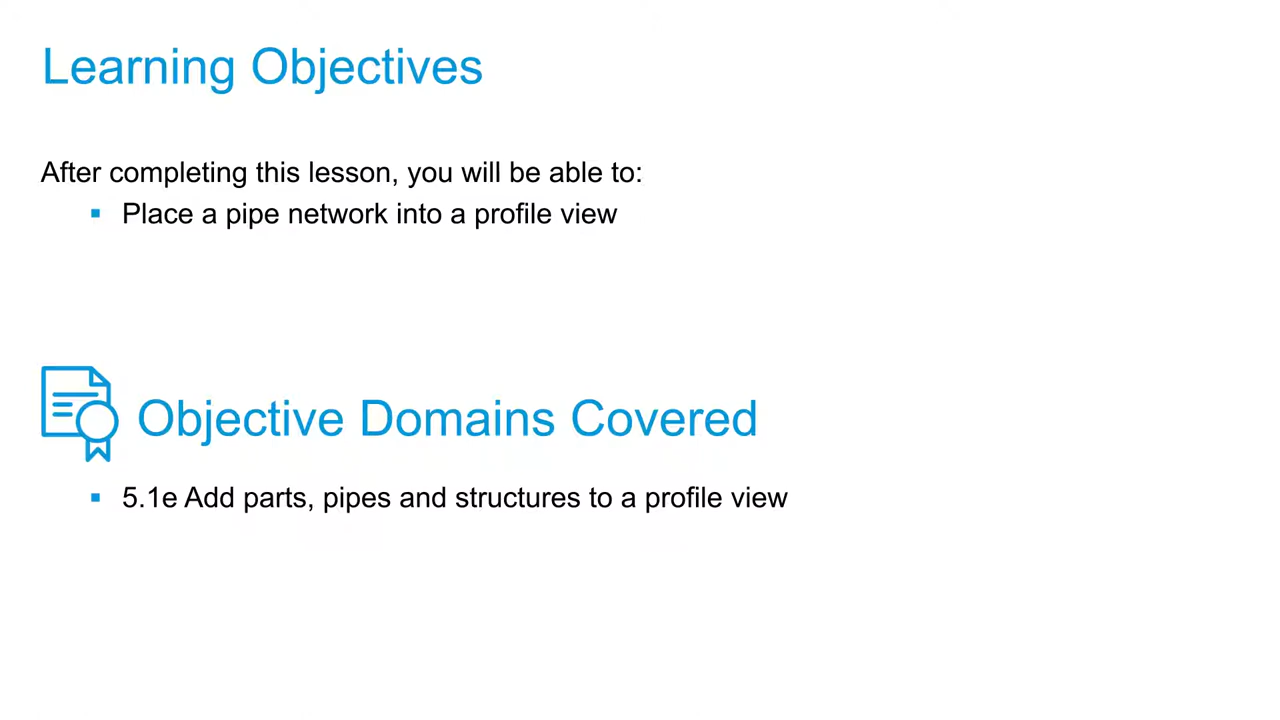 Learning Objectives
After completing this lesson, you will be able to:
▪ Place a pipe network into a profile view
Objective Domains Covered
▪ 5.1e Add parts, pipes and structures to a profile view